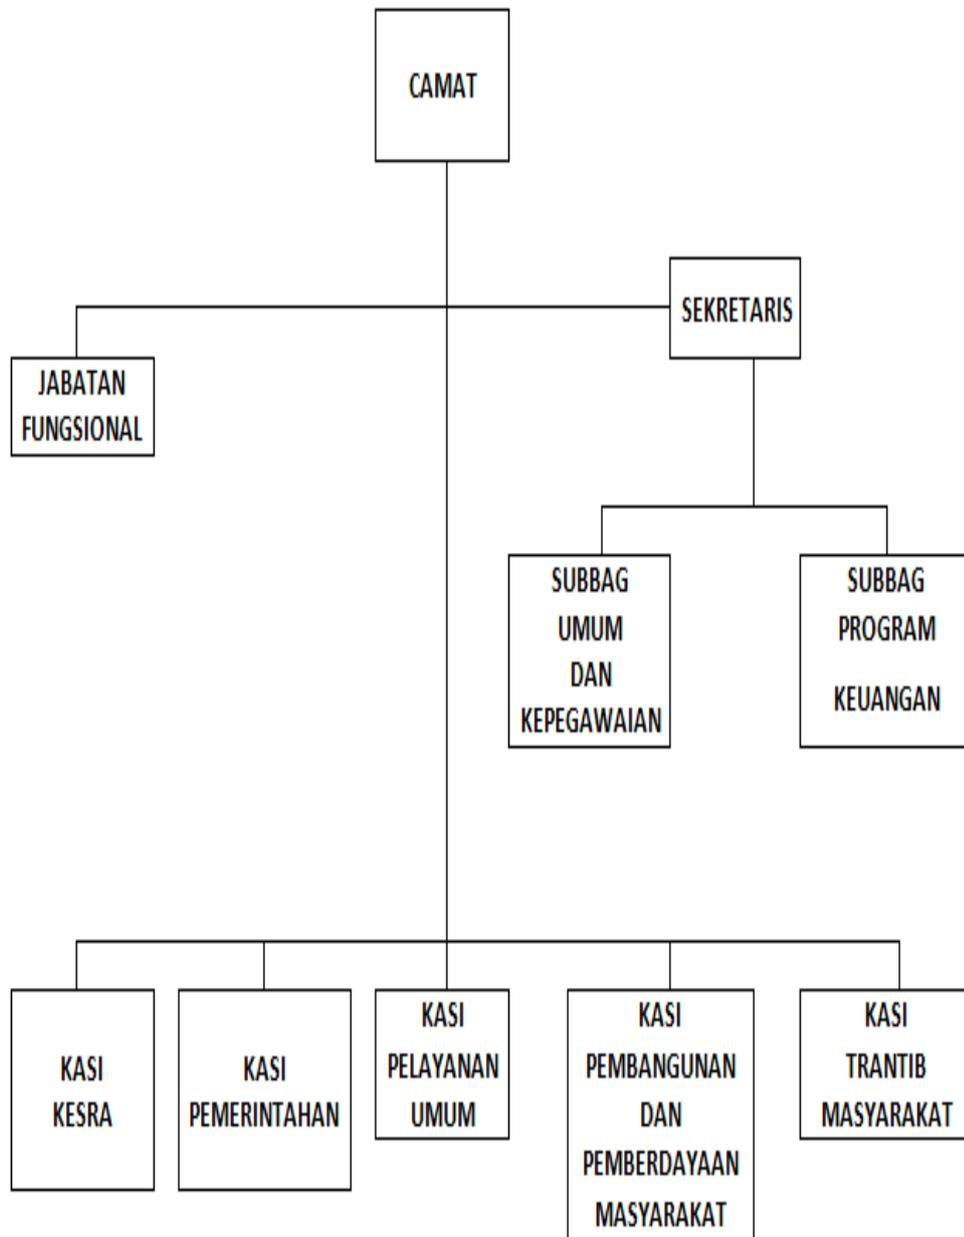 CAMAT
SEKRETARIS
JABATAN
FUNGSIONAL
SUBBAG
UMUM
DAN
KEPEGAWAIAN
SUBBAG
PROGRAM
KEUANGAN
KASI
KESRA
KASI
PEMERINTAHAN
KASI
PELAYANAN
UMUM
KASI
PEMBANGUNAN
DAN
PEMBERDAYAAN
MASYARAKAT
KASI
TRANTIB
MASYARAKAT